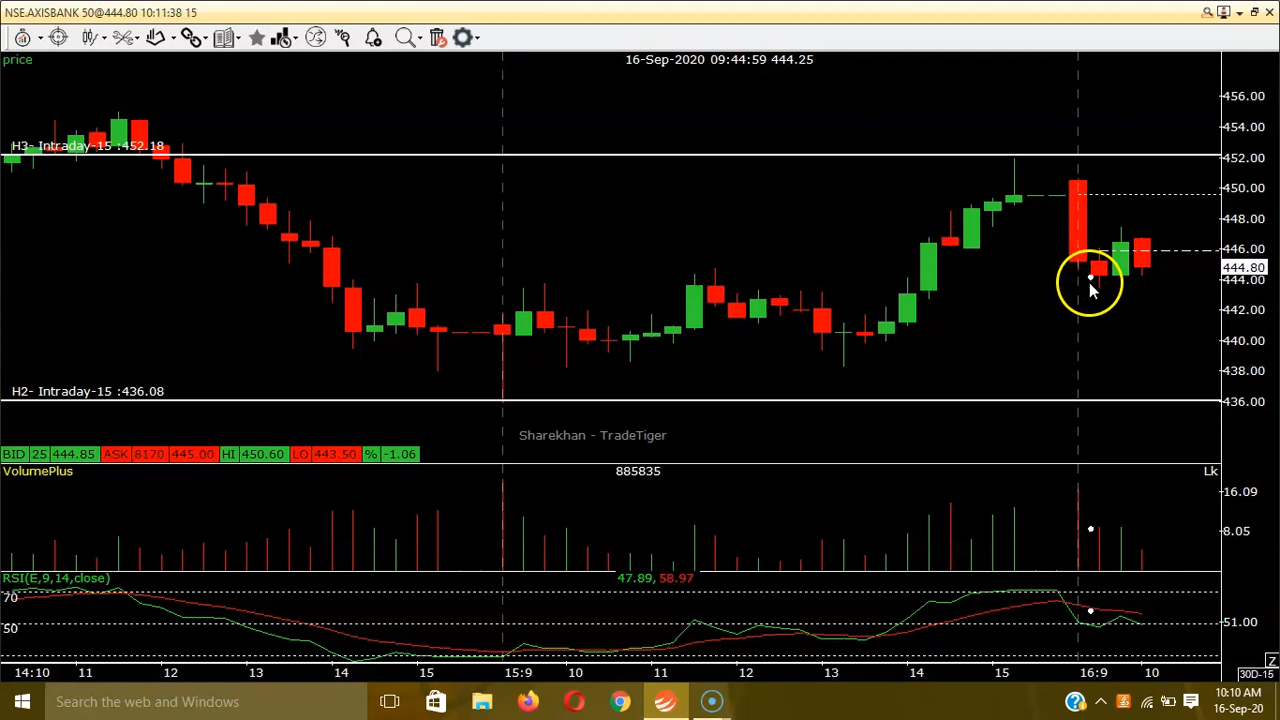 NSE.AXISBANK 50@444.80 10:11:38 15
price
16-Sep-2020 09:44:59 444.25
456.00
454.00
H3- Intraday-15 :452.18
452.00
450.00
448.00
446.00
444.80
444.00
442.00
440.00
438.00
H2- Intraday-15 :436.08
436.00
Sharekhan - TradeTiger
BID 25 444.85 ASK 8170 445.00 HI 450.60 LO 443.50 % -1.06
VolumePlus 885835 Lk
16.09
8.05
RSI(E,9,14,close) 47.89, 58.97
70
50 51.00
14:10 11 12 13 14 15 15:9 10 11 12 13 14 15 16:9 10 30D-15
Z
Search the web and Windows
10:10 AM
16-Sep-20